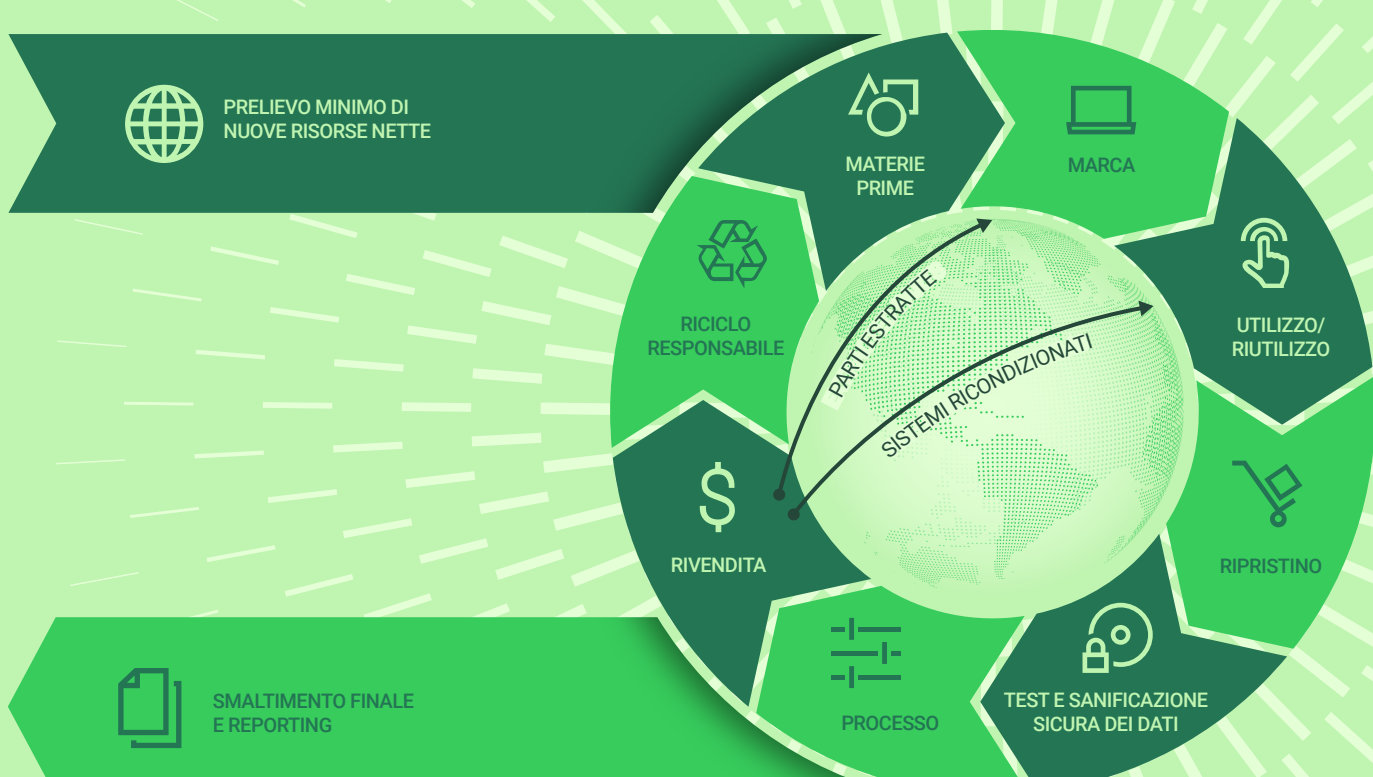 PRELIEVO MINIMO DI
NUOVE RISORSE NETTE
MATERIE
PRIME
MARCA
UTILIZZO/
RIUTILIZZO
RIPRISTINO
TEST E SANIFICAZIONE
SICURA DEI DATI
PROCESSO
RIVENDITA
RICICLO
RESPONSABILE
PARTI ESTRATTE
SISTEMI RICONDIZIONATI
SMALTIMENTO FINALE
E REPORTING